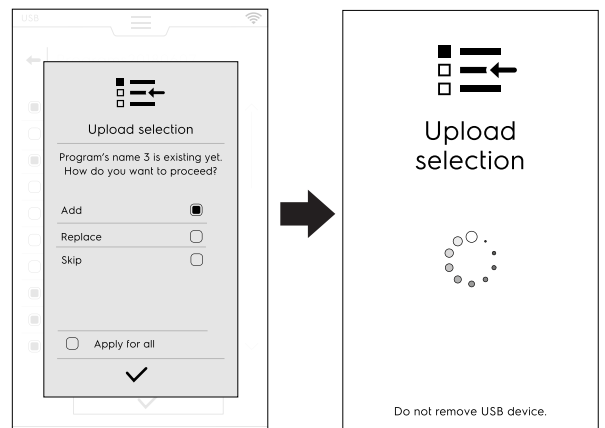 USB
Upload selection
Program's name 3 is existing yet.
How do you want to proceed?
Add
Replace
Skip
Apply for all
Upload
selection
Do not remove USB device.